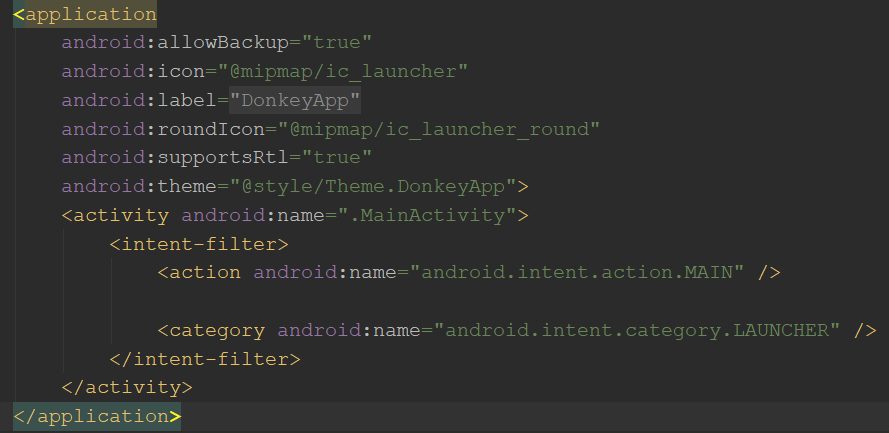 <application
android:allowBackup="true"
android:icon="@mipmap/ic_launcher"
android:label="DonkeyApp"
android:roundIcon="@mipmap/ic_launcher_round"
android:supportsRtl="true"
android:theme="@style/Theme.DonkeyApp">
<activity android:name=".MainActivity">
<intent-filter>
<action android:name="android.intent.action.MAIN" />
<category android:name="android.intent.category.LAUNCHER" />
</intent-filter>
</activity>
</application>